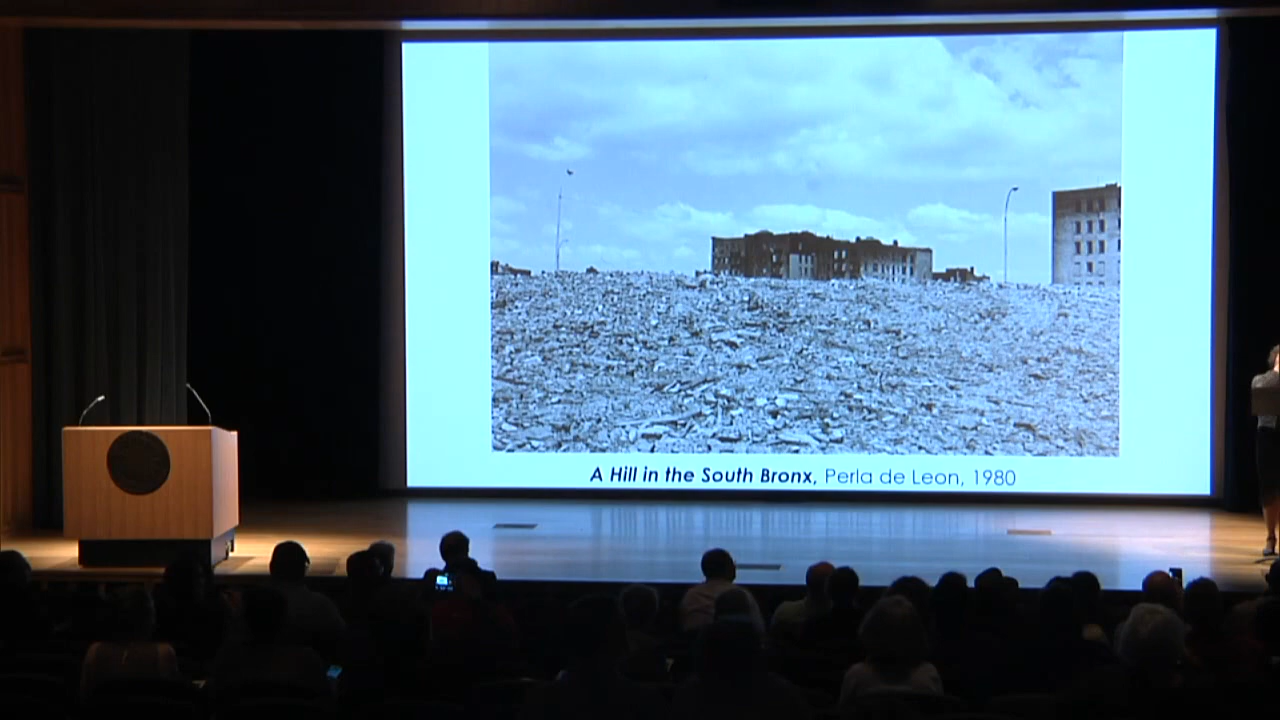 A Hill in the South Bronx, Perla de Leon, 1980